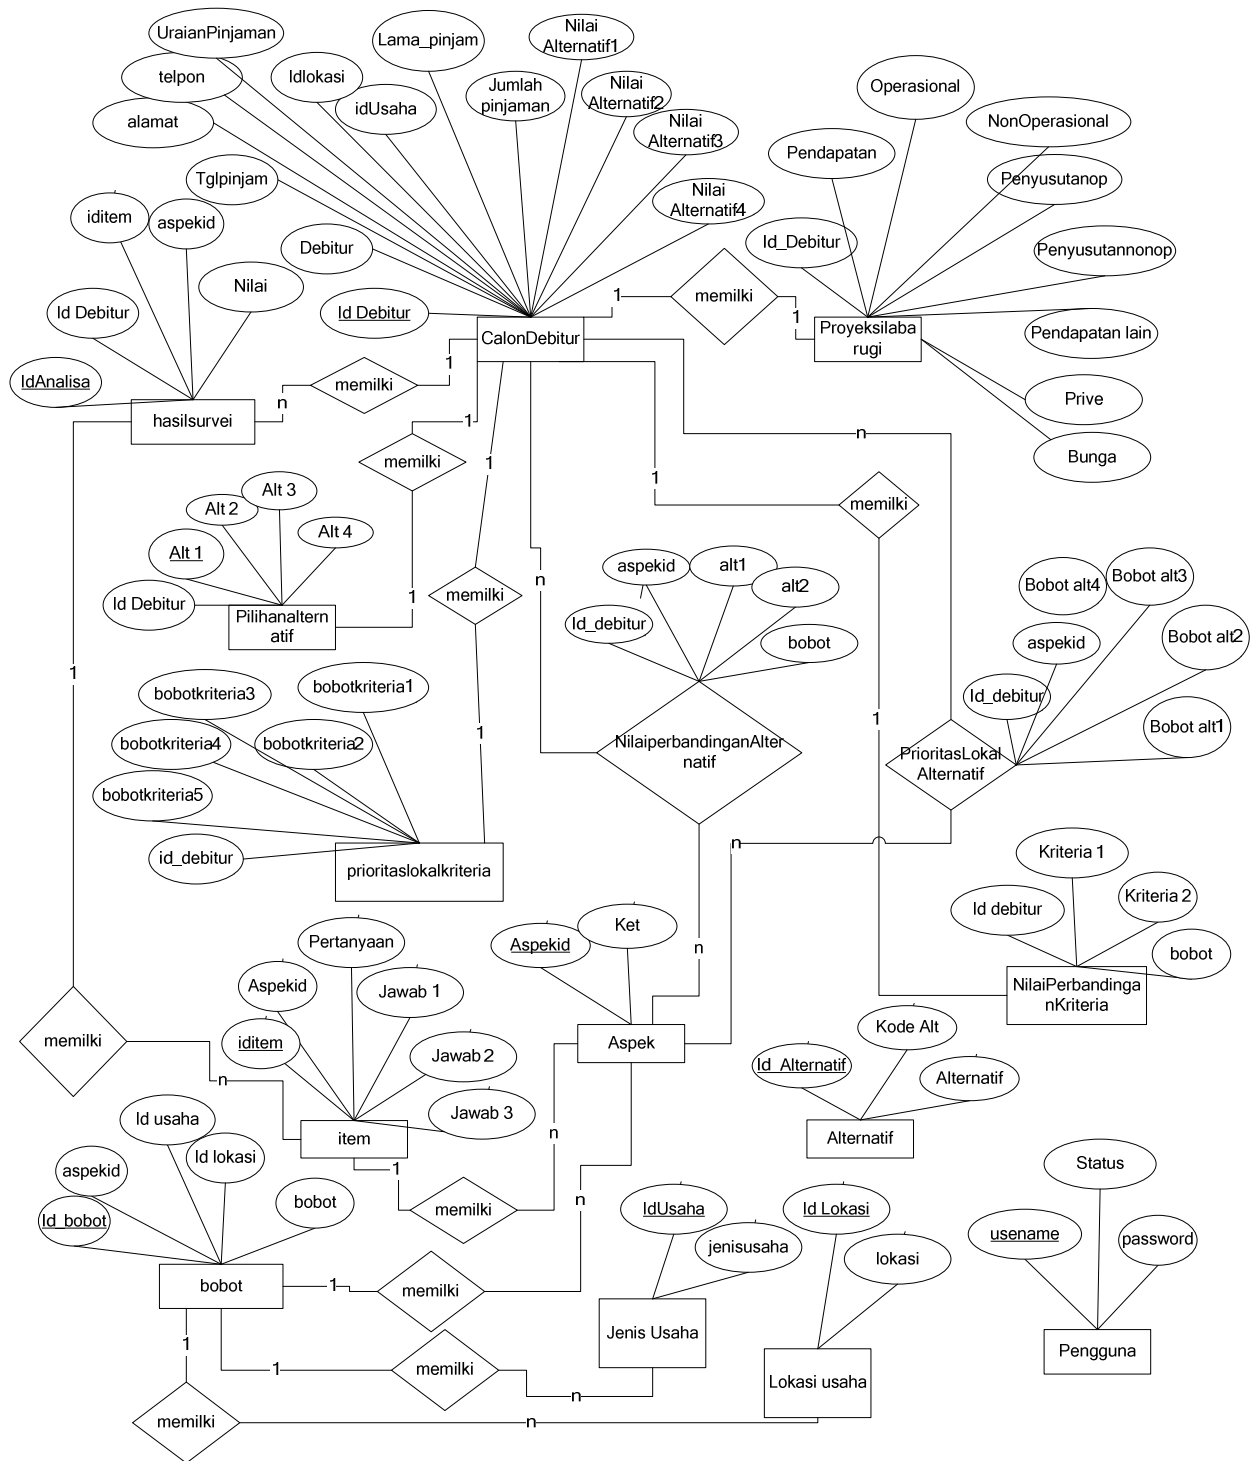 UraianPinjaman
Lama_pinjam
Nilai
Alternatif1
telpon
Idlokasi
Jumlah
pinjaman
Nilai
Alternatif2
Operasional
alamat
idUsaha
Nilai
Alternatif3
NonOperasional
Pendapatan
Tglpinjam
Penyusutanop
Nilai
Alternatif4
iditem
aspekid
Debitur
Id_Debitur
Penyusutannonop
Nilai
Id Debitur
Id Debitur
1
memilki
1
CalonDebitur
Proyeksilaba
rugi
Pendapatan lain
IdAnalisa
memilki
1
n
hasilsurvei
Prive
1
n
memilki
1
Bunga
1
memilki
Alt 3
Alt 2
Alt 4
Alt 1
Id Debitur
Pilihanaltern
atif
1
memilki
n
aspekid
alt1
alt2
Id_debitur
bobot
Bobot alt4
Bobot alt3
aspekid
Bobot alt2
Id_debitur
Bobot alt1
1
bobotkriteria3
bobotkriteria1
bobotkriteria4
bobotkriteria2
bobotkriteria5
id_debitur
1
1
NilaiperbandinganAlter
natif
PrioritasLokal
Alternatif
prioritaslokalkriteria
n
Kriteria 1
Kriteria 2
Id debitur
bobot
NilaiPerbandinga
nKriteria
Aspekid
Ket
n
Pertanyaan
Aspekid
Jawab 1
iditem
Jawab 2
Jawab 3
memilki
n
item
Aspek
Kode Alt
Id_Alternatif
Alternatif
Alternatif
n
1
memilki
Id usaha
aspekid
Id lokasi
Id_bobot
bobot
n
Status
IdUsaha
Id Lokasi
usename
password
jenisusaha
lokasi
bobot
1
memilki
Jenis Usaha
Pengguna
1
1
memilki
n
Lokasi usaha
memilki
n